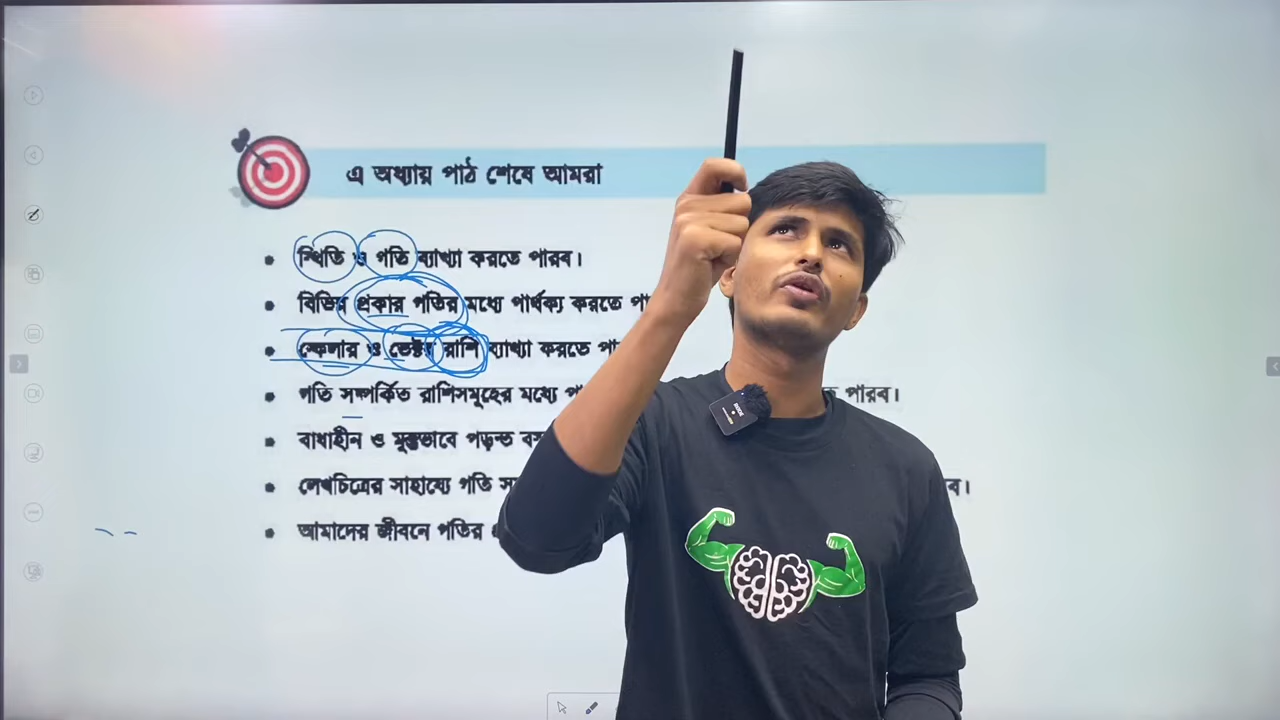 এ অধ্যায় পাঠ শেষে আমরা
স্থিতি ও গতি ব্যাখ্যা করতে পারব।
বিভিন্ন প্রকার গতির মধ্যে পার্থক্য করতে
স্কেলার ও ভেক্টর রাশি ব্যাখ্যা করতে
গতি সম্পর্কিত রাশিসমূহের মধ্যে পারব।
বাধাহীন ও মুক্তভাবে পড়ন্ত
লেখচিত্রের সাহায্যে গতি
আমাদের জীবনে গতির